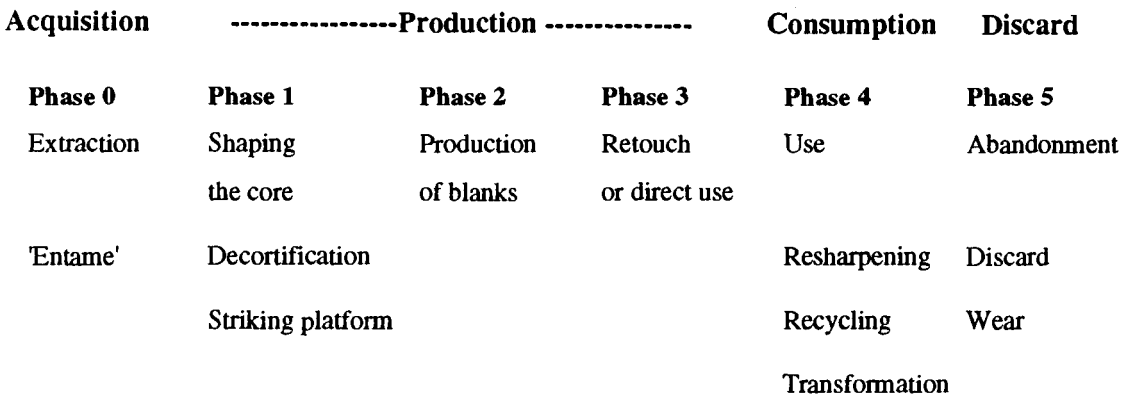 Acquisition -----------------Production --------------- Consumption Discard
Phase 0 Phase 1 Phase 2 Phase 3 Phase 4 Phase 5
Extraction Shaping Production Retouch Use Abandonment
the core of blanks or direct use
'Entame' Decortification Resharpening Discard
Striking platform Recycling Wear
Transformation